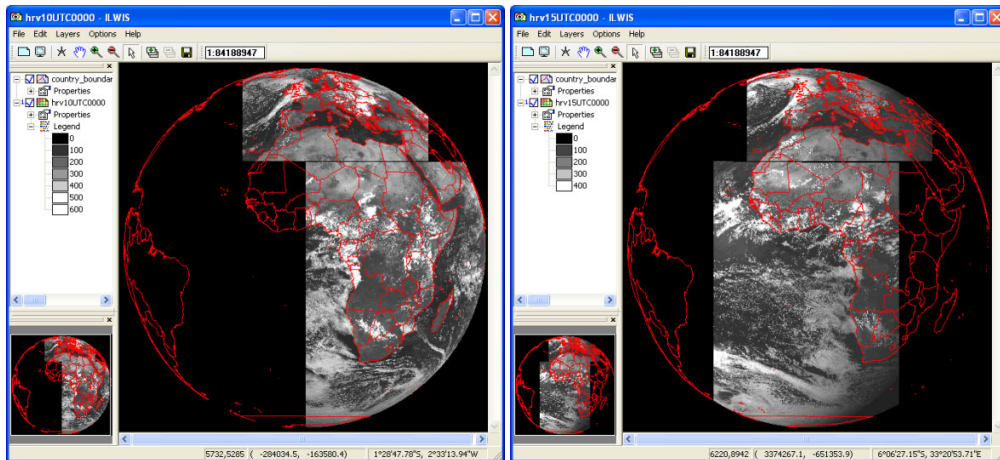 hrv10UTC0000 - ILWIS
File Edit Layers Options Help
1:84188947
country_boundar
Properties
hrv10UTC0000
Properties
Legend
0
100
200
300
400
500
600
5732,5285 ( -284034.5, -163580.4) 1°28'47.78"S, 2°33'13.94"W
hrv15UTC0000 - ILWIS
File Edit Layers Options Help
1:84188947
country_boundar
Properties
hrv15UTC0000
Properties
Legend
0
100
200
300
400
6220,8942 ( 3374267.1, -651353.9) 6°06'27.15"S, 33°20'53.71"E